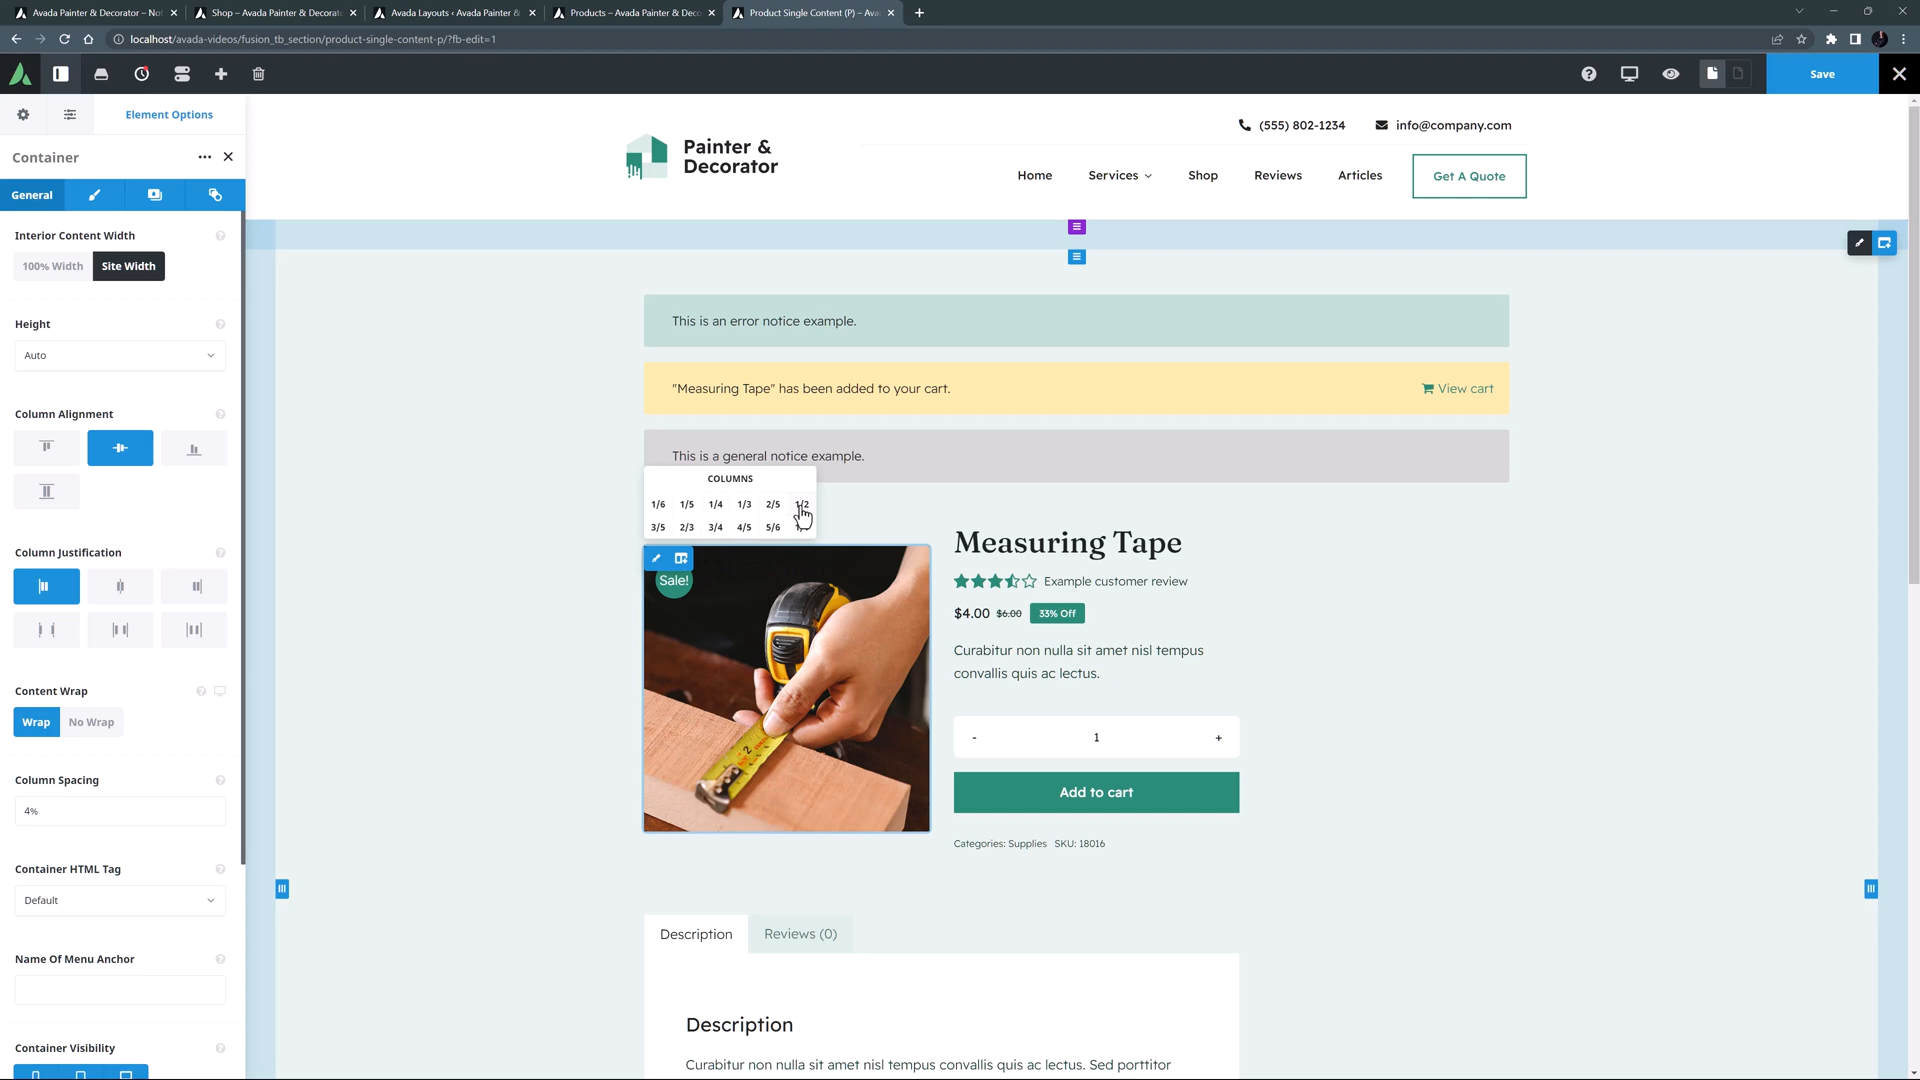 Avada Painter & Decorator – No
Shop – Avada Painter & Decorat
Avada Layouts ‹ Avada Painter &
Products – Avada Painter & Deco
Product Single Content (P) – Ava
localhost/avada-videos/fusion_tb_section/product-single-content-p/?fb-edit=1
Save
Element Options
Container
General
Interior Content Width
100% Width
Site Width
Height
Auto
Column Alignment
Column Justification
Content Wrap
Wrap
No Wrap
Column Spacing
4%
Container HTML Tag
Default
Name Of Menu Anchor
Container Visibility
(555) 802-1234
info@company.com
Painter &
Decorator
Home
Services
Shop
Reviews
Articles
Get A Quote
This is an error notice example.
"Measuring Tape" has been added to your cart.
View cart
This is a general notice example.
COLUMNS
1/6 1/5 1/4 1/3 2/5 1/2
3/5 2/3 3/4 4/5 5/6
Sale!
2
Measuring Tape
Example customer review
$4.00 $6.00 33% Off
Curabitur non nulla sit amet nisl tempus
convallis quis ac lectus.
- 1 +
Add to cart
Categories: Supplies SKU: 18016
Description
Reviews (0)
Description
Curabitur non nulla sit amet nisl tempus convallis quis ac lectus. Sed porttitor